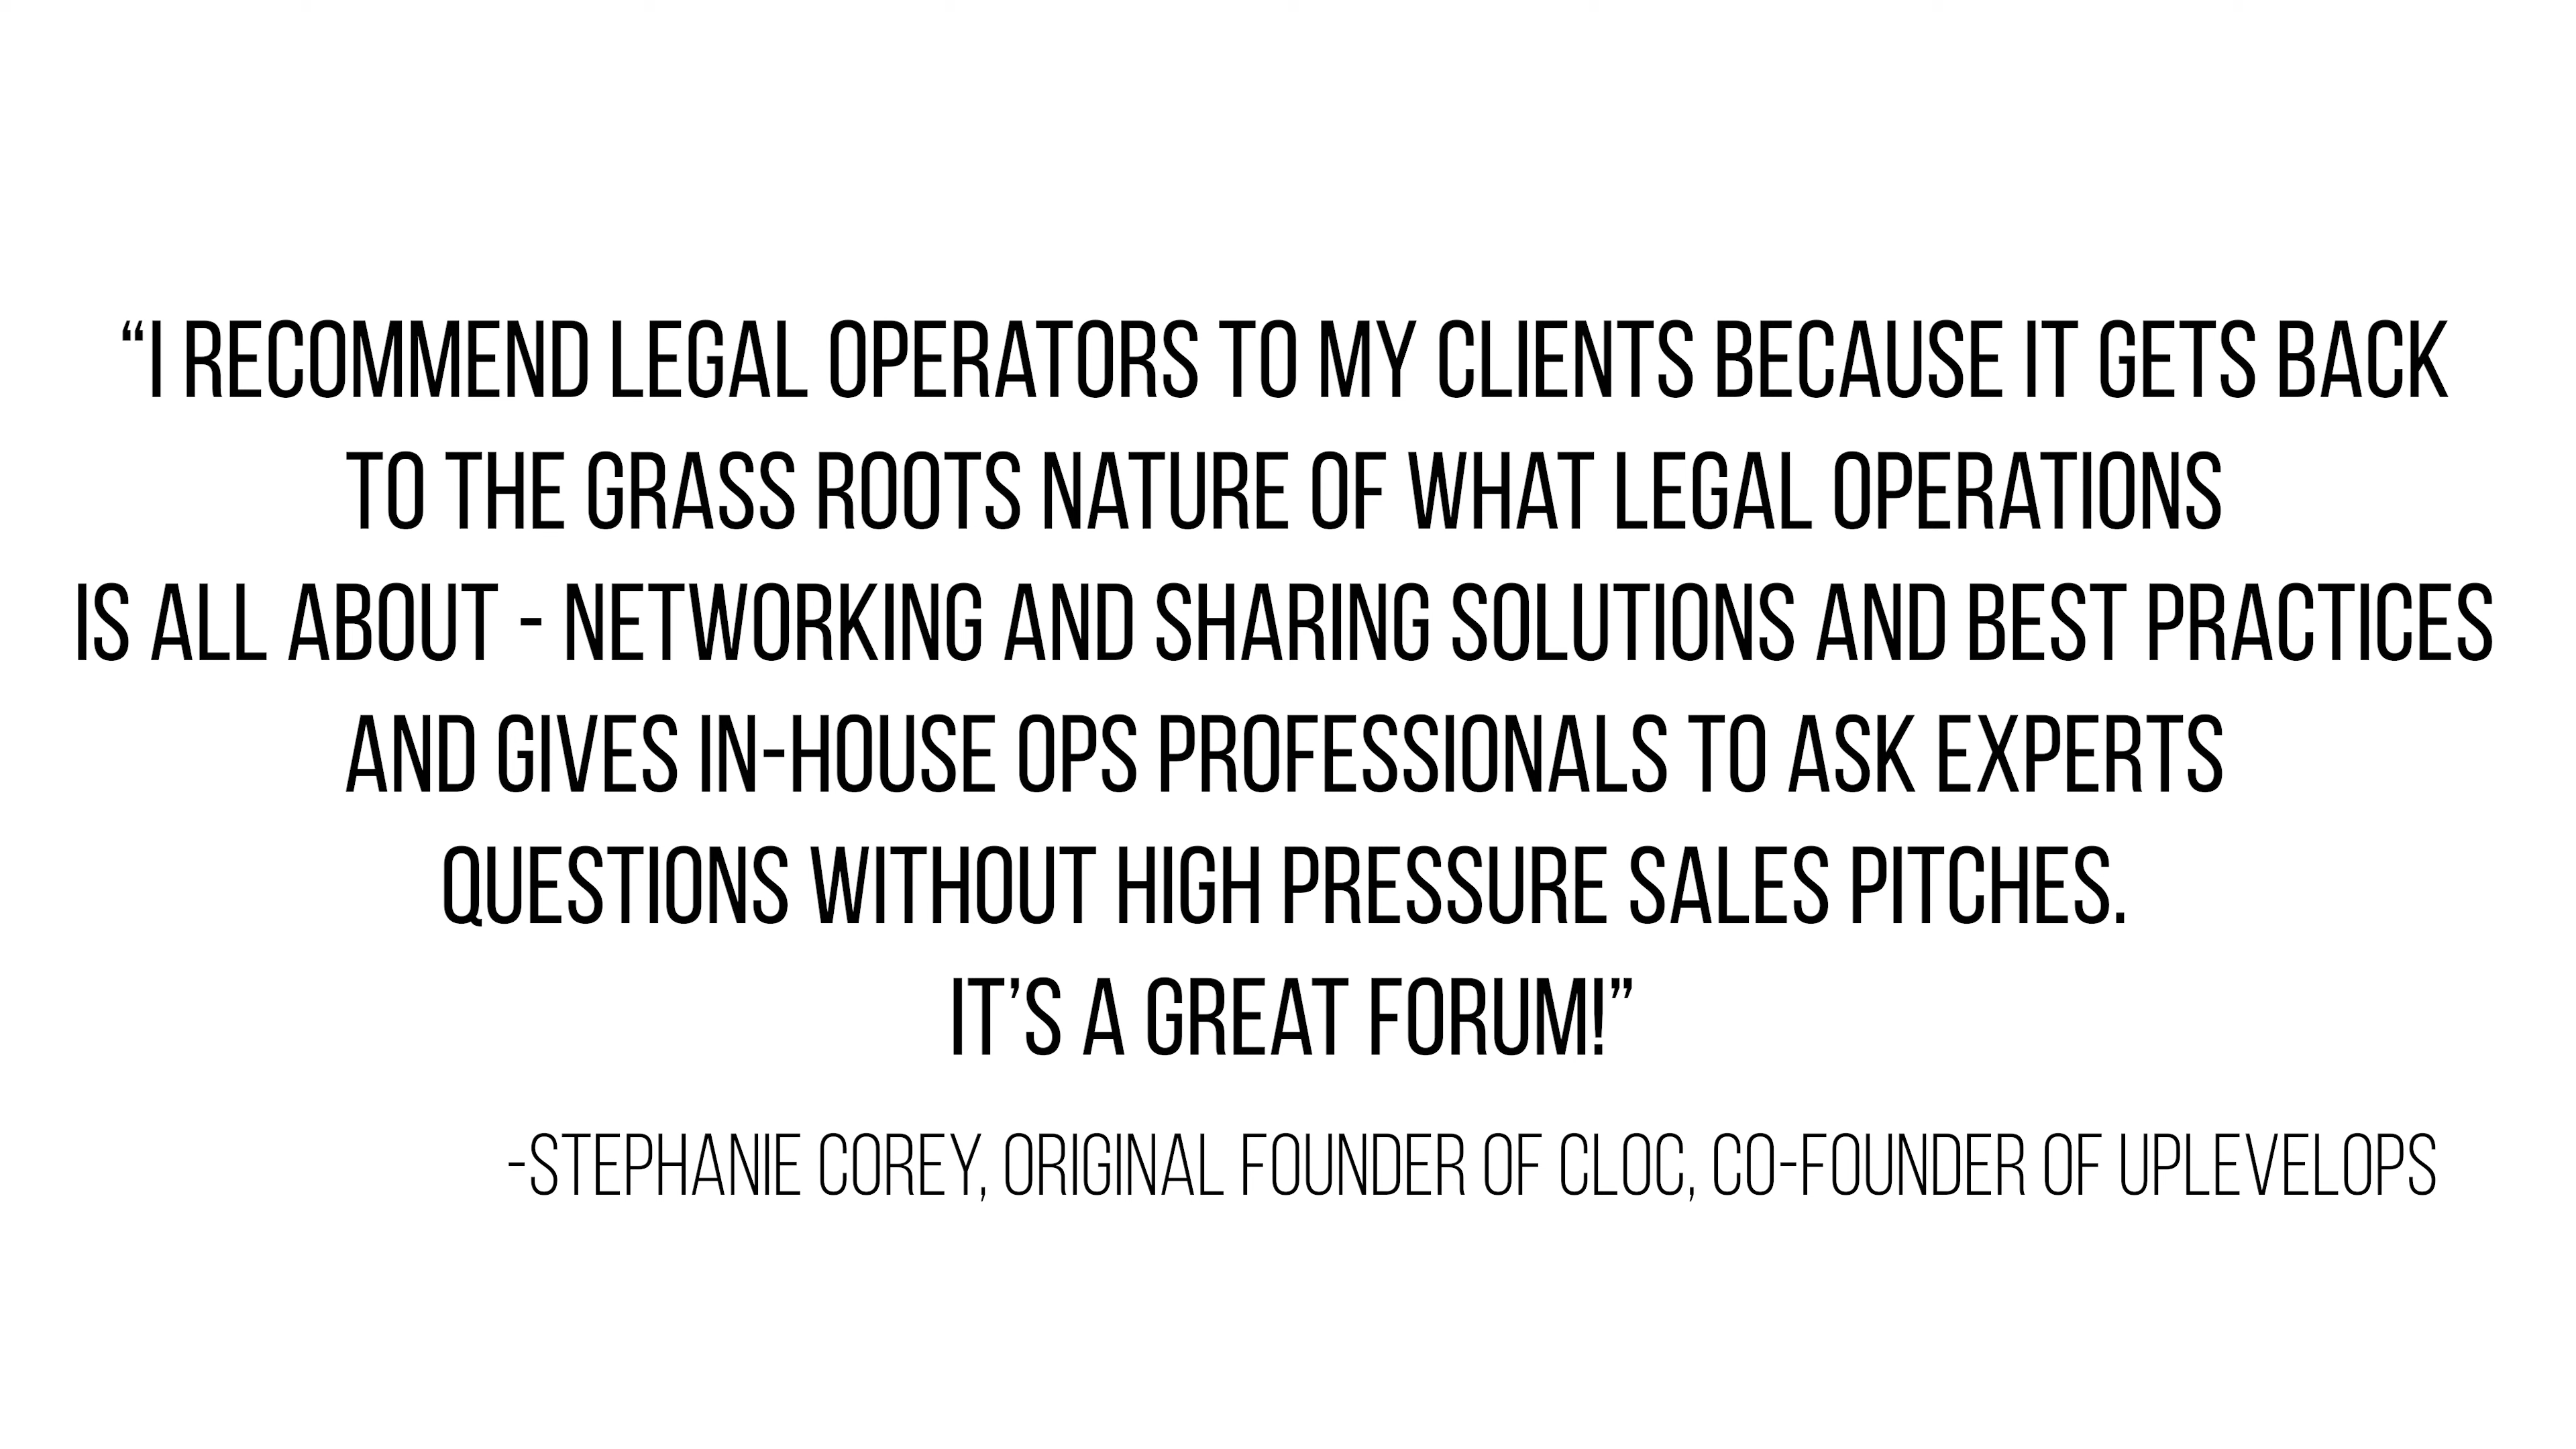 “I RECOMMEND LEGAL OPERATORS TO MY CLIENTS BECAUSE IT GETS BACK
TO THE GRASS ROOTS NATURE OF WHAT LEGAL OPERATIONS
IS ALL ABOUT - NETWORKING AND SHARING SOLUTIONS AND BEST PRACTICES
AND GIVES IN-HOUSE OPS PROFESSIONALS TO ASK EXPERTS
QUESTIONS WITHOUT HIGH PRESSURE SALES PITCHES.
IT’S A GREAT FORUM!”
-STEPHANIE COREY, ORIGINAL FOUNDER OF CLOC, CO-FOUNDER OF UPLEVELOPS